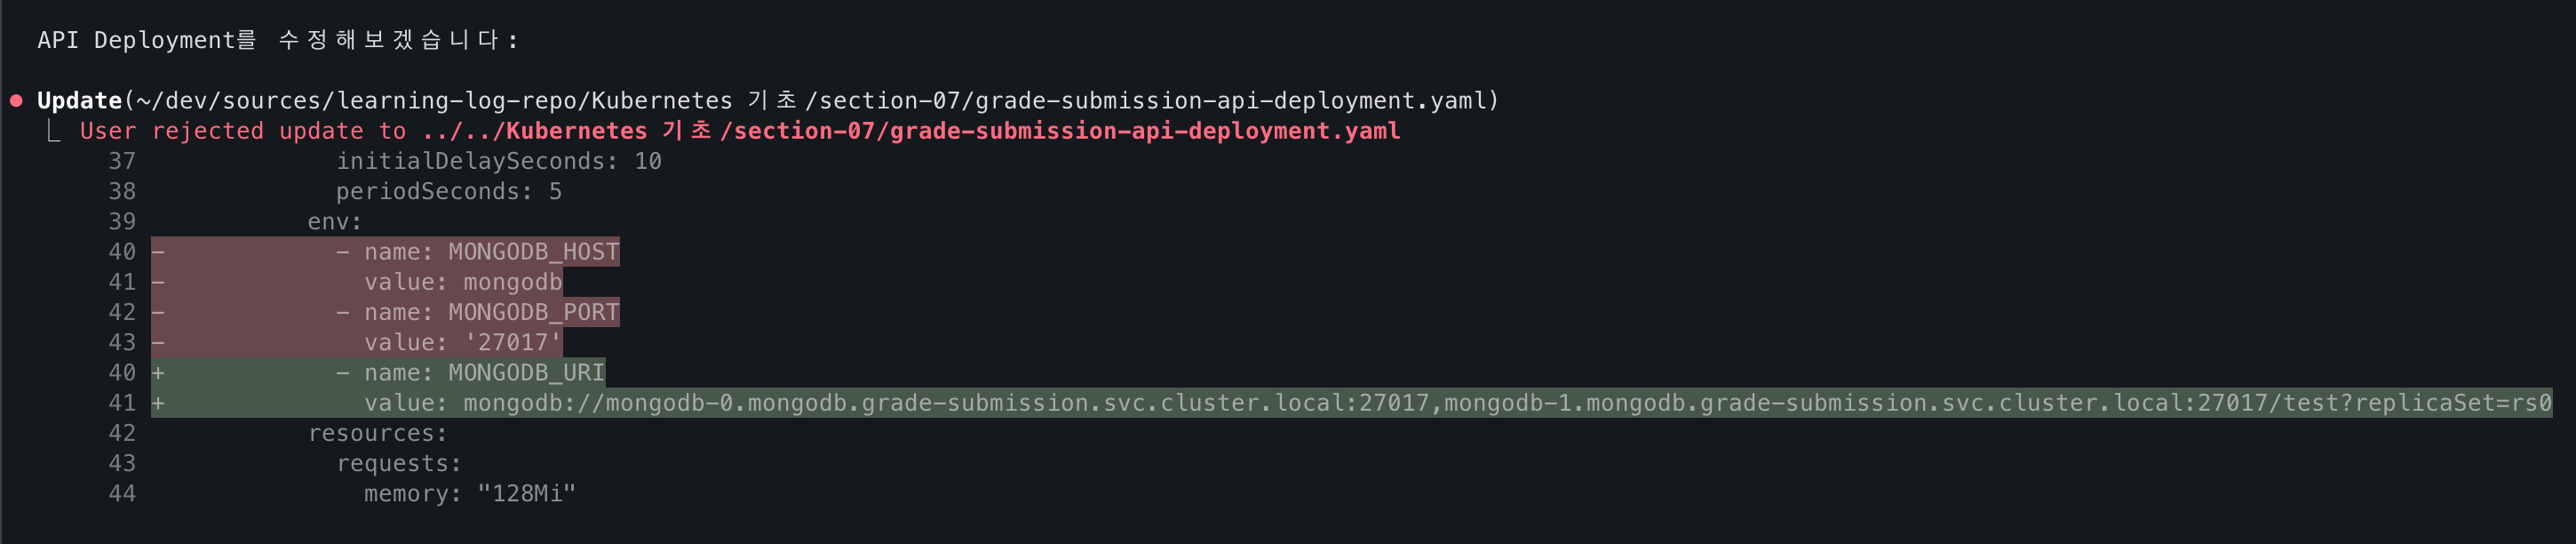 API Deployment를 수정해보겠습니다:
● Update(~/dev/sources/learning-log-repo/Kubernetes 기초/section-07/grade-submission-api-deployment.yaml)
⎿ User rejected update to ../../Kubernetes 기초/section-07/grade-submission-api-deployment.yaml
37 initialDelaySeconds: 10
38 periodSeconds: 5
39 env:
40 - - name: MONGODB_HOST
41 - value: mongodb
42 - - name: MONGODB_PORT
43 - value: '27017'
40 + - name: MONGODB_URI
41 + value: mongodb://mongodb-0.mongodb.grade-submission.svc.cluster.local:27017,mongodb-1.mongodb.grade-submission.svc.cluster.local:27017/test?replicaSet=rs0
42 resources:
43 requests:
44 memory: "128Mi"